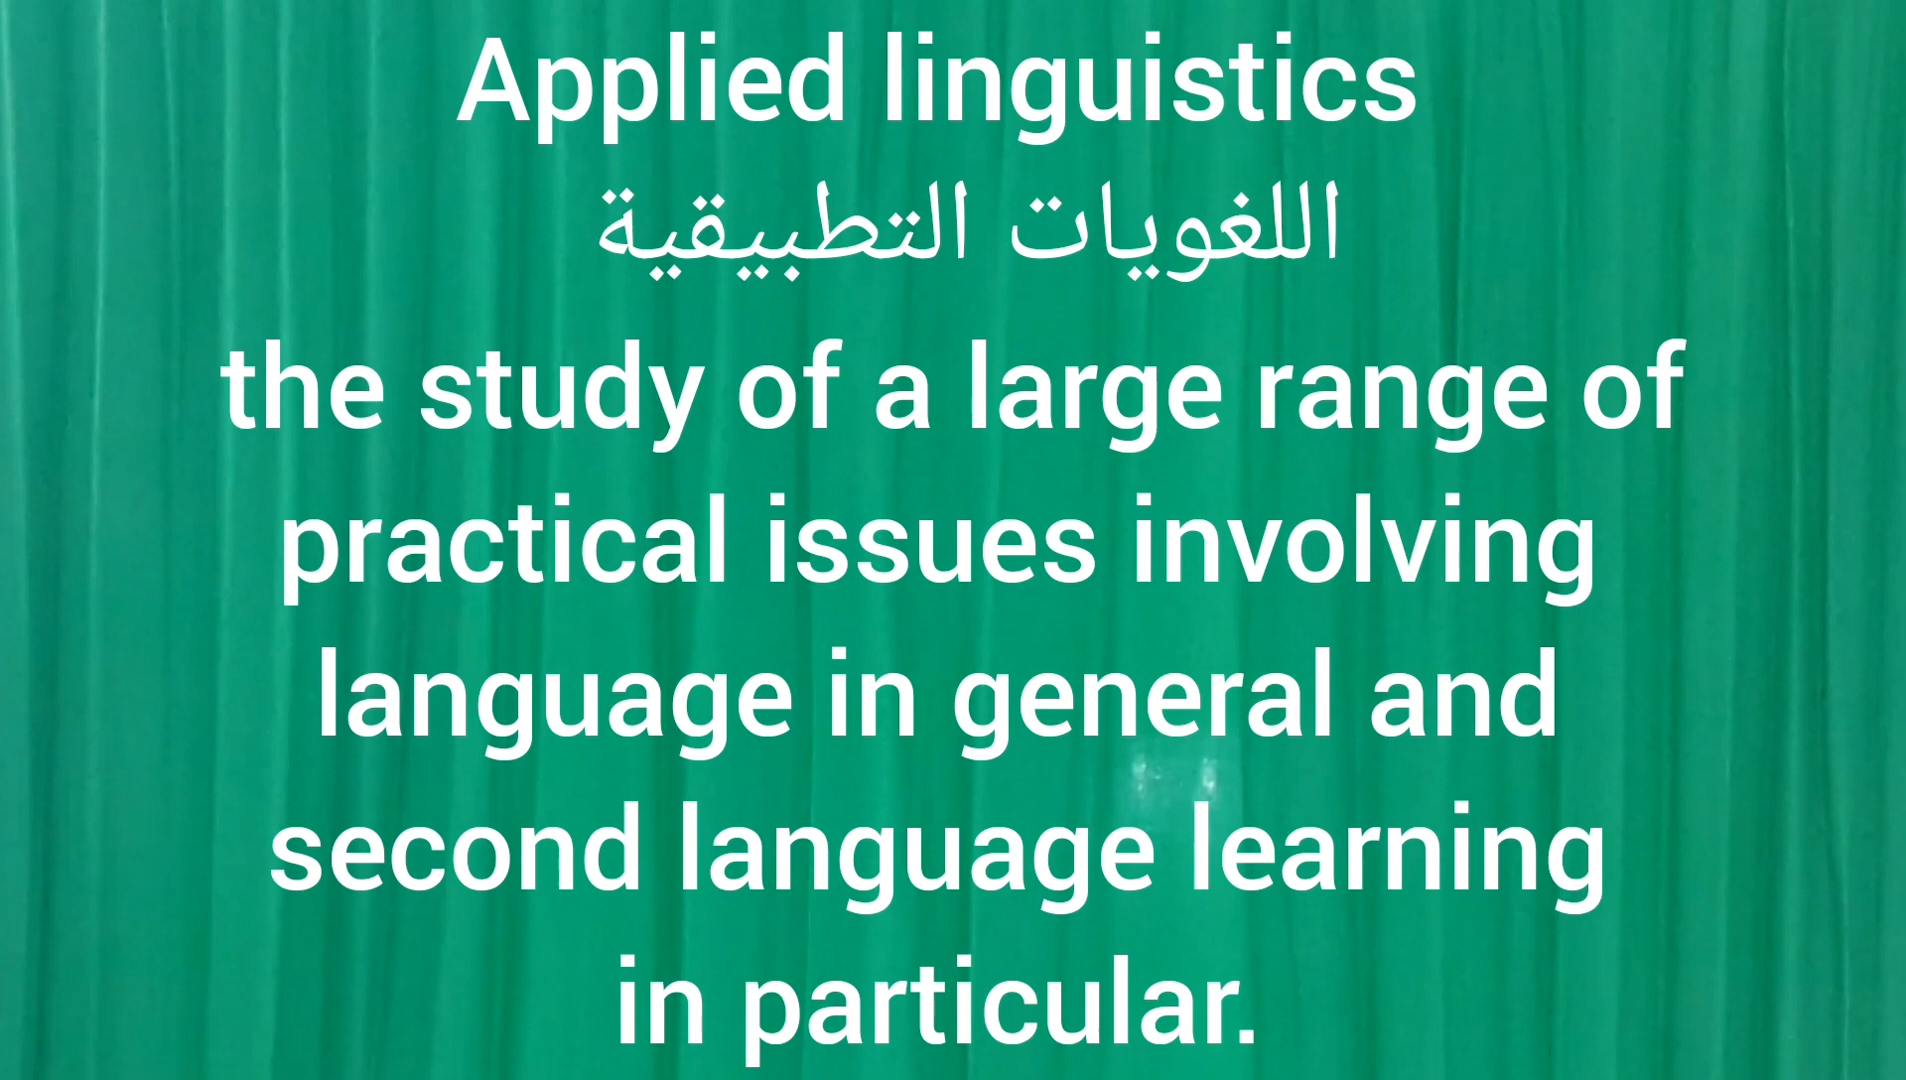 Applied linguistics
اللغويات التطبيقية
the study of a large range of
practical issues involving
language in general and
second language learning
in particular.